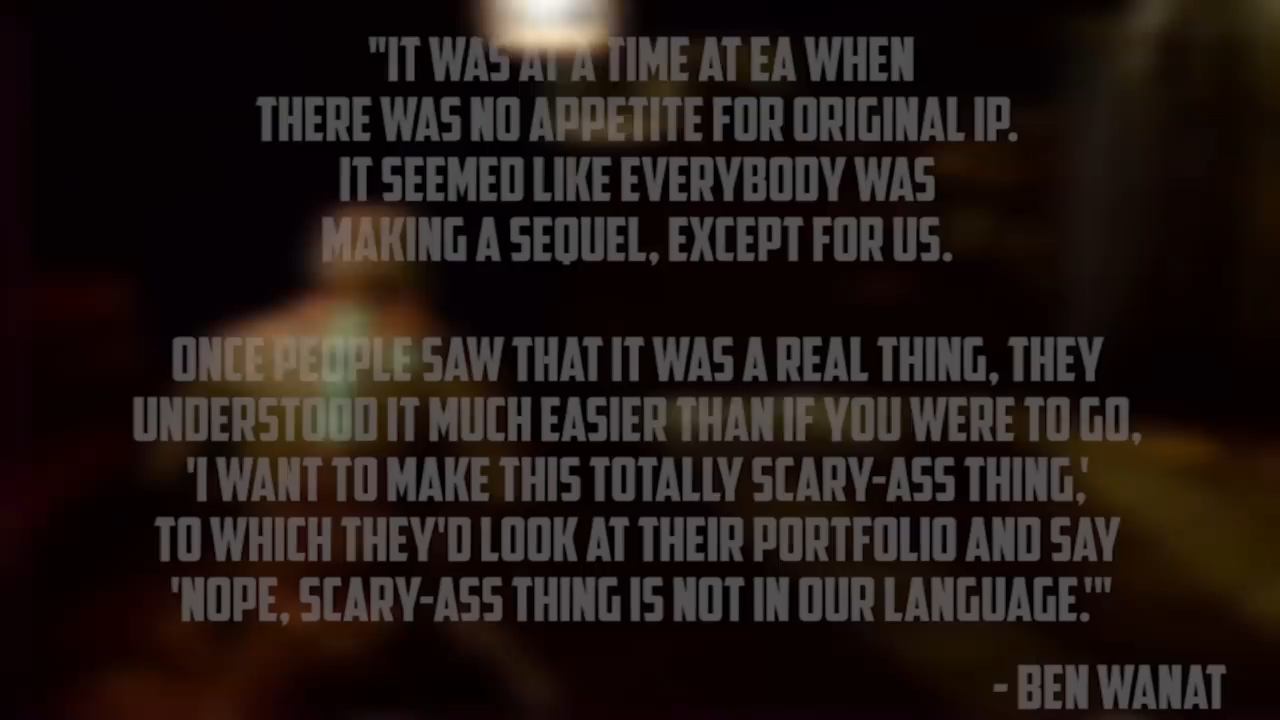 "IT WAS AT A TIME AT EA WHEN
THERE WAS NO APPETITE FOR ORIGINAL IP.
IT SEEMED LIKE EVERYBODY WAS
MAKING A SEQUEL, EXCEPT FOR US.
ONCE PEOPLE SAW THAT IT WAS A REAL THING, THEY
UNDERSTOOD IT MUCH EASIER THAN IF YOU WERE TO GO,
'I WANT TO MAKE THIS TOTALLY SCARY-ASS THING,'
TO WHICH THEY'D LOOK AT THEIR PORTFOLIO AND SAY
'NOPE, SCARY-ASS THING IS NOT IN OUR LANGUAGE.'"
- BEN WANAT